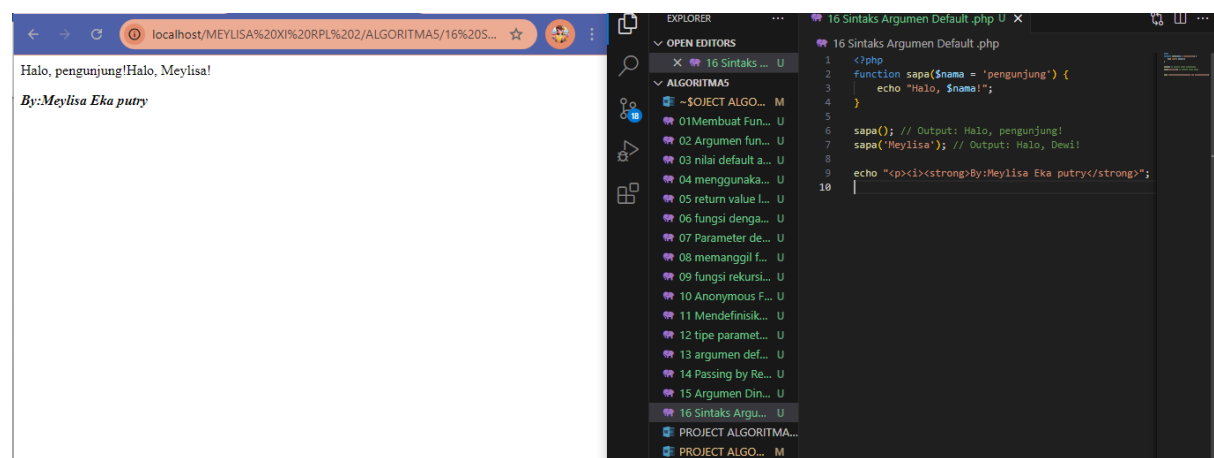 localhost/MEYLISA%20XI%20RPL%202/ALGORITMA5/16%20S...
Halo, pengunjung!Halo, Meylisa!
By:Meylisa Eka putry
EXPLORER ...
OPEN EDITORS
16 Sintaks ... U
ALGORITMA5
~$OJECT ALGO... M
18
01Membuat Fun... U
02 Argumen fun... U
03 nilai default a... U
04 menggunaka... U
05 return value l... U
06 fungsi denga... U
07 Parameter de... U
08 memanggil f... U
09 fungsi rekursi... U
10 Anonymous F... U
11 Mendefinisik... U
12 tipe paramet... U
13 argumen def... U
14 Passing by Re... U
15 Argumen Din... U
16 Sintaks Argu... U
PROJECT ALGORITMA...
PROJECT ALGO... M
16 Sintaks Argumen Default .php U
16 Sintaks Argumen Default .php
1 <?php
2 function sapa($nama = 'pengunjung') {
3 echo "Halo, $nama!";
4 }
5
6 sapa(); // Output: Halo, pengunjung!
7 sapa('Meylisa'); // Output: Halo, Dewi!
8
9 echo "<p><i><strong>By:Meylisa Eka putry</strong>";
10